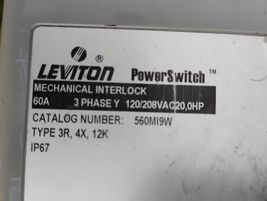 LEVITON PowerSwitch™
MECHANICAL INTERLOCK
60A 3 PHASE Y 120/208VAC20,0HP
CATALOG NUMBER: 560MI9W
TYPE 3R, 4X, 12K
IP67